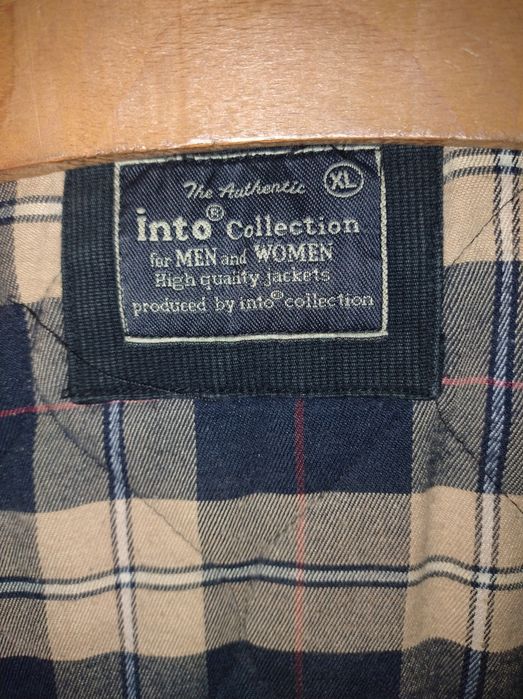 The Authentic XL
into® Collection
for MEN and WOMEN
High quality jackets
produced by into® collection